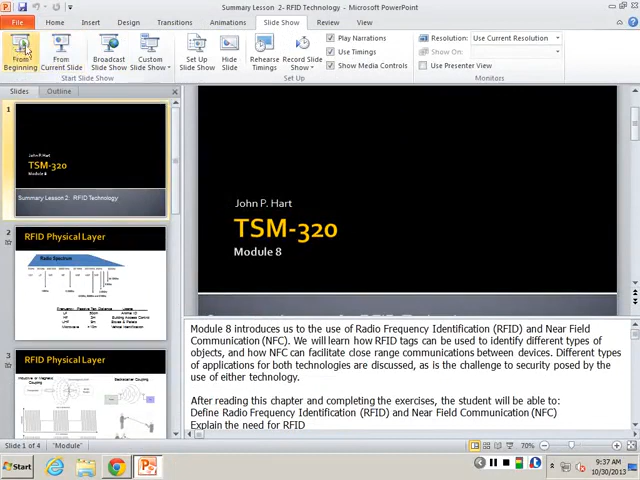 Summary Lesson 2- RFID Technology - Microsoft PowerPoint
File Home Insert Design Transitions Animations Slide Show Review View
From Beginning
From Current Slide
Broadcast Slide Show
Custom Slide Show
Set Up Slide Show
Hide Slide
Rehearse Timings
Record Slide Show
Play Narrations
Use Timings
Show Media Controls
Resolution: Use Current Resolution
Show On:
Use Presenter View
Start Slide Show Set Up Monitors
Slides Outline
1
John P. Hart
TSM-320
Summary Lesson 2: RFID Technology
2
RFID Physical Layer
Radio Spectrum
3
RFID Physical Layer
John P. Hart
TSM-320
Module 8
Module 8 introduces us to the use of Radio Frequency Identification (RFID) and Near Field
Communication (NFC). We will learn how RFID tags can be used to identify different types of
objects, and how NFC can facilitate close range communications between devices. Different types
of applications for both technologies are discussed, as is the challenge to security posed by the
use of either technology.
After reading this chapter and completing the exercises, the student will be able to:
Define Radio Frequency Identification (RFID) and Near Field Communication (NFC)
Explain the need for RFID
Slide 1 of 4 "Module" 70%
Start
9:37 AM
10/30/2013